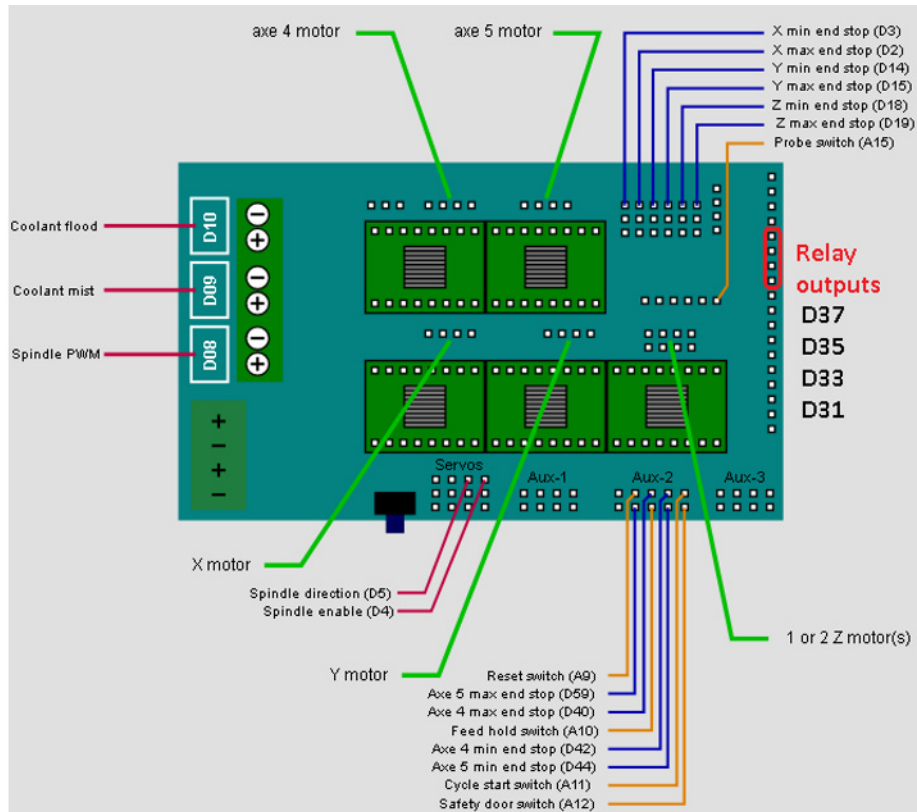 axe 4 motor
axe 5 motor
X min end stop (D3)
X max end stop (D2)
Y min end stop (D14)
Y max end stop (D15)
Z min end stop (D18)
Z max end stop (D19)
Probe switch (A15)
Coolant flood
D10
Coolant mist
D09
Spindle PWM
D08
− +
− +
− +
Relay
outputs
D37
D35
D33
D31
+
−
+
−
Servos
Aux-1
Aux-2
Aux-3
X motor
Spindle direction (D5)
Spindle enable (D4)
Y motor
1 or 2 Z motor(s)
Reset switch (A9)
Axe 5 max end stop (D59)
Axe 4 max end stop (D40)
Feed hold switch (A10)
Axe 4 min end stop (D42)
Axe 5 min end stop (D44)
Cycle start switch (A11)
Safety door switch (A12)